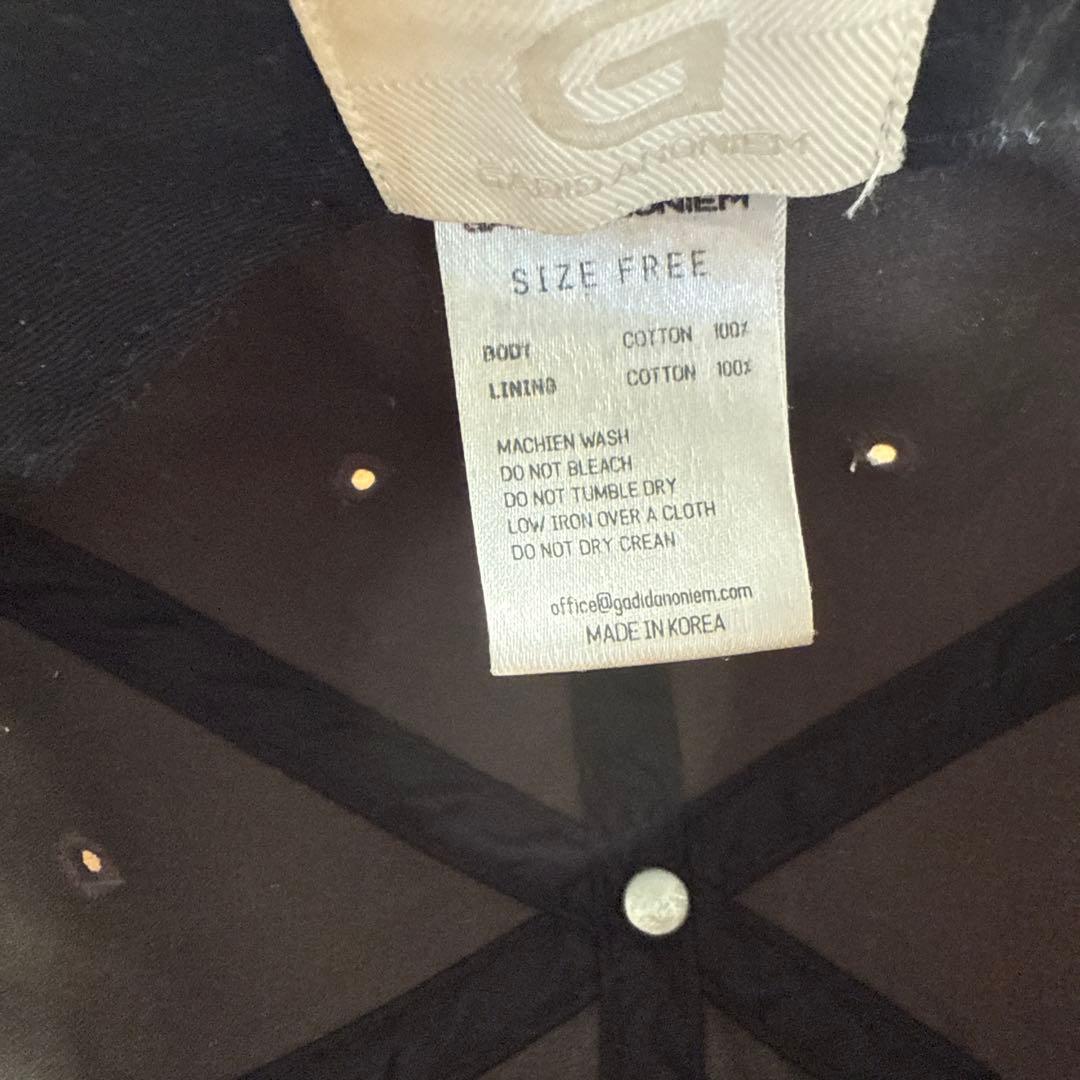 GADID ANONIEM
SIZE FREE
BODY COTTON 100%
LINING COTTON 100%
MACHIEN WASH
DO NOT BLEACH
DO NOT TUMBLE DRY
LOW IRON OVER A CLOTH
DO NOT DRY CREAN
office@gadidanoniem.com
MADE IN KOREA